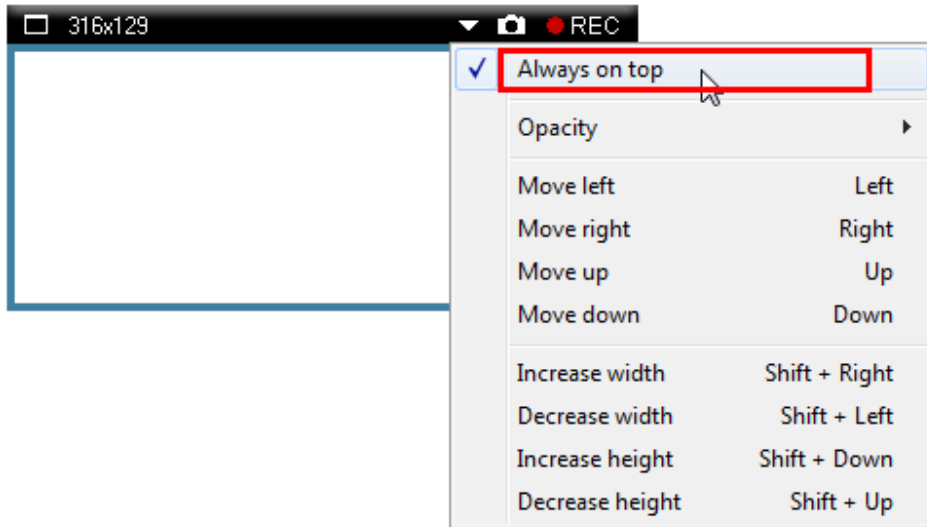 316x129 REC
Always on top
Opacity
Move left Left
Move right Right
Move up Up
Move down Down
Increase width Shift + Right
Decrease width Shift + Left
Increase height Shift + Down
Decrease height Shift + Up